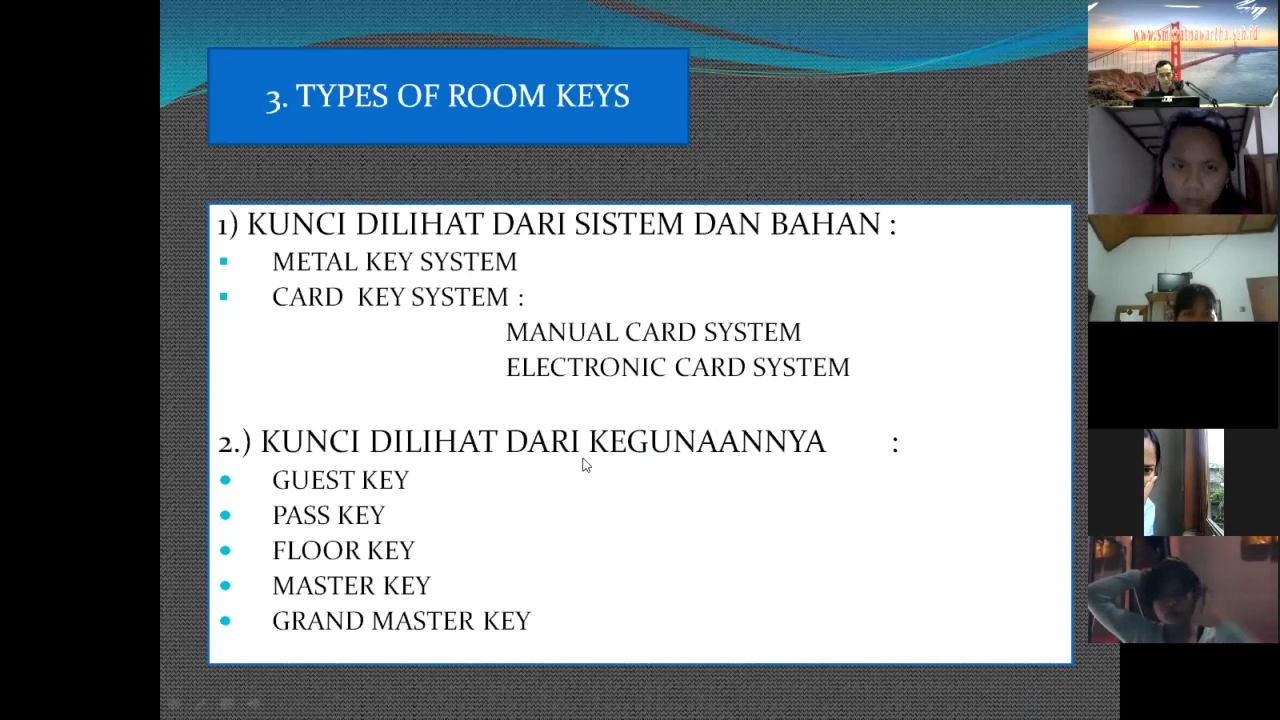 3. TYPES OF ROOM KEYS
1) KUNCI DILIHAT DARI SISTEM DAN BAHAN :
METAL KEY SYSTEM
CARD KEY SYSTEM :
MANUAL CARD SYSTEM
ELECTRONIC CARD SYSTEM
2.) KUNCI DILIHAT DARI KEGUNAANNYA :
GUEST KEY
PASS KEY
FLOOR KEY
MASTER KEY
GRAND MASTER KEY